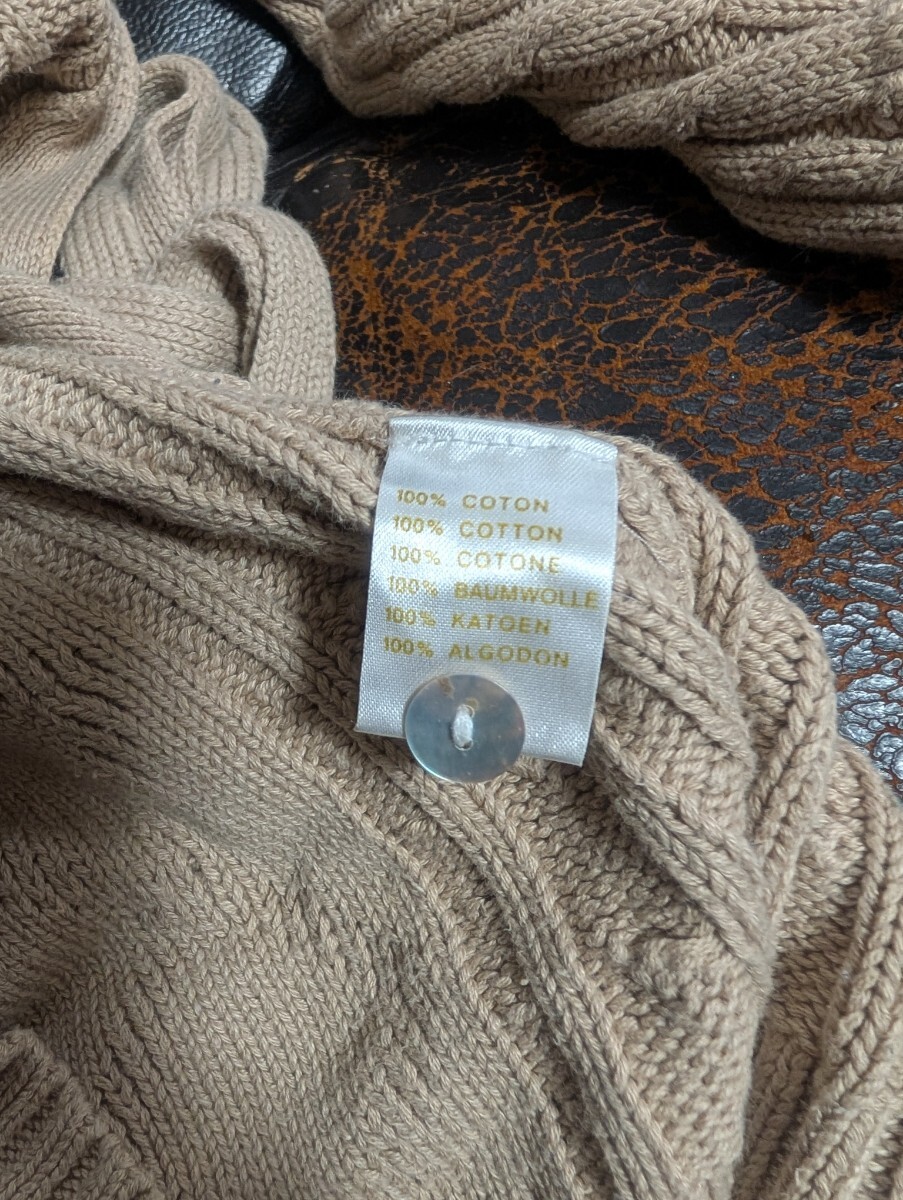 100% COTON
100% COTTON
100% COTONE
100% BAUMWOLLE
100% KATOEN
100% ALGODON